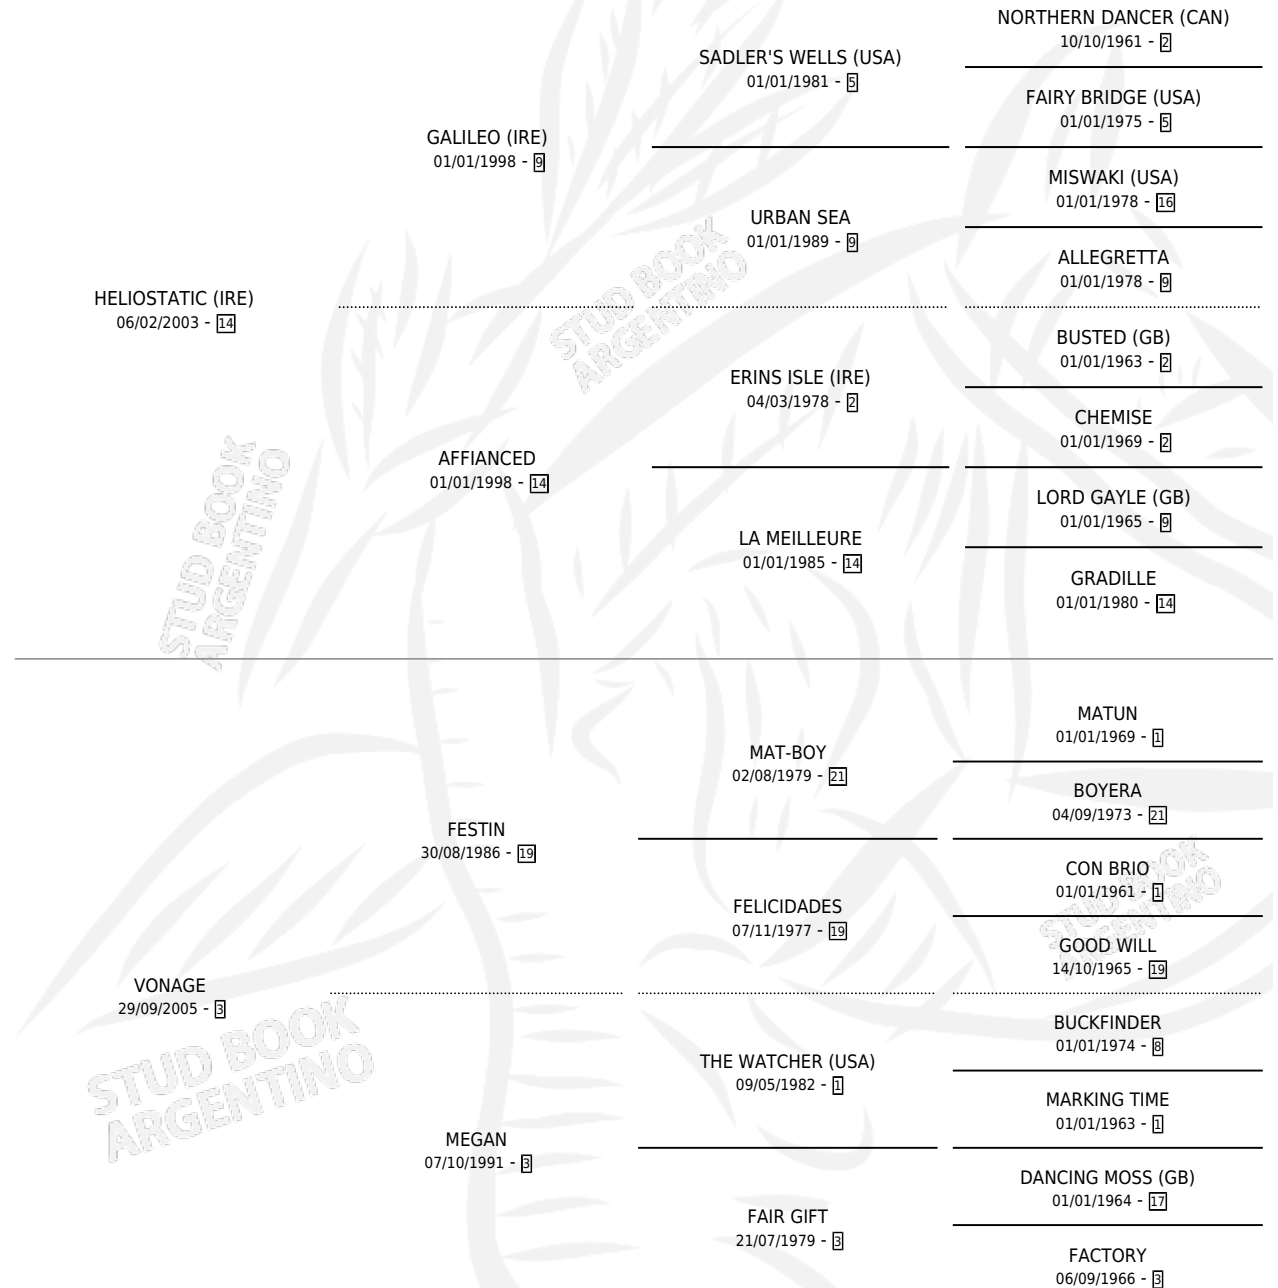 NORTHERN DANCER (CAN)
10/10/1961 - 2
SADLER'S WELLS (USA)
01/01/1981 - 5
FAIRY BRIDGE (USA)
01/01/1975 - 5
GALILEO (IRE)
01/01/1998 - 9
MISWAKI (USA)
01/01/1978 - 16
URBAN SEA
01/01/1989 - 9
ALLEGRETTA
01/01/1978 - 9
HELIOSTATIC (IRE)
06/02/2003 - 14
BUSTED (GB)
01/01/1963 - 2
ERINS ISLE (IRE)
04/03/1978 - 2
CHEMISE
01/01/1969 - 2
AFFIANCED
01/01/1998 - 14
LORD GAYLE (GB)
01/01/1965 - 9
LA MEILLEURE
01/01/1985 - 14
GRADILLE
01/01/1980 - 14
MATUN
01/01/1969 - 1
MAT-BOY
02/08/1979 - 21
BOYERA
04/09/1973 - 21
FESTIN
30/08/1986 - 19
CON BRIO
01/01/1961 - 1
FELICIDADES
07/11/1977 - 19
GOOD WILL
14/10/1965 - 19
VONAGE
29/09/2005 - 3
BUCKFINDER
01/01/1974 - 8
THE WATCHER (USA)
09/05/1982 - 1
MARKING TIME
01/01/1963 - 1
MEGAN
07/10/1991 - 3
DANCING MOSS (GB)
01/01/1964 - 17
FAIR GIFT
21/07/1979 - 3
FACTORY
06/09/1966 - 3
STUD BOOK
ARGENTINO
STUD BOOK
ARGENTINO
STUD BOOK
ARGENTINO
STUD BOOK
ARGENTINO